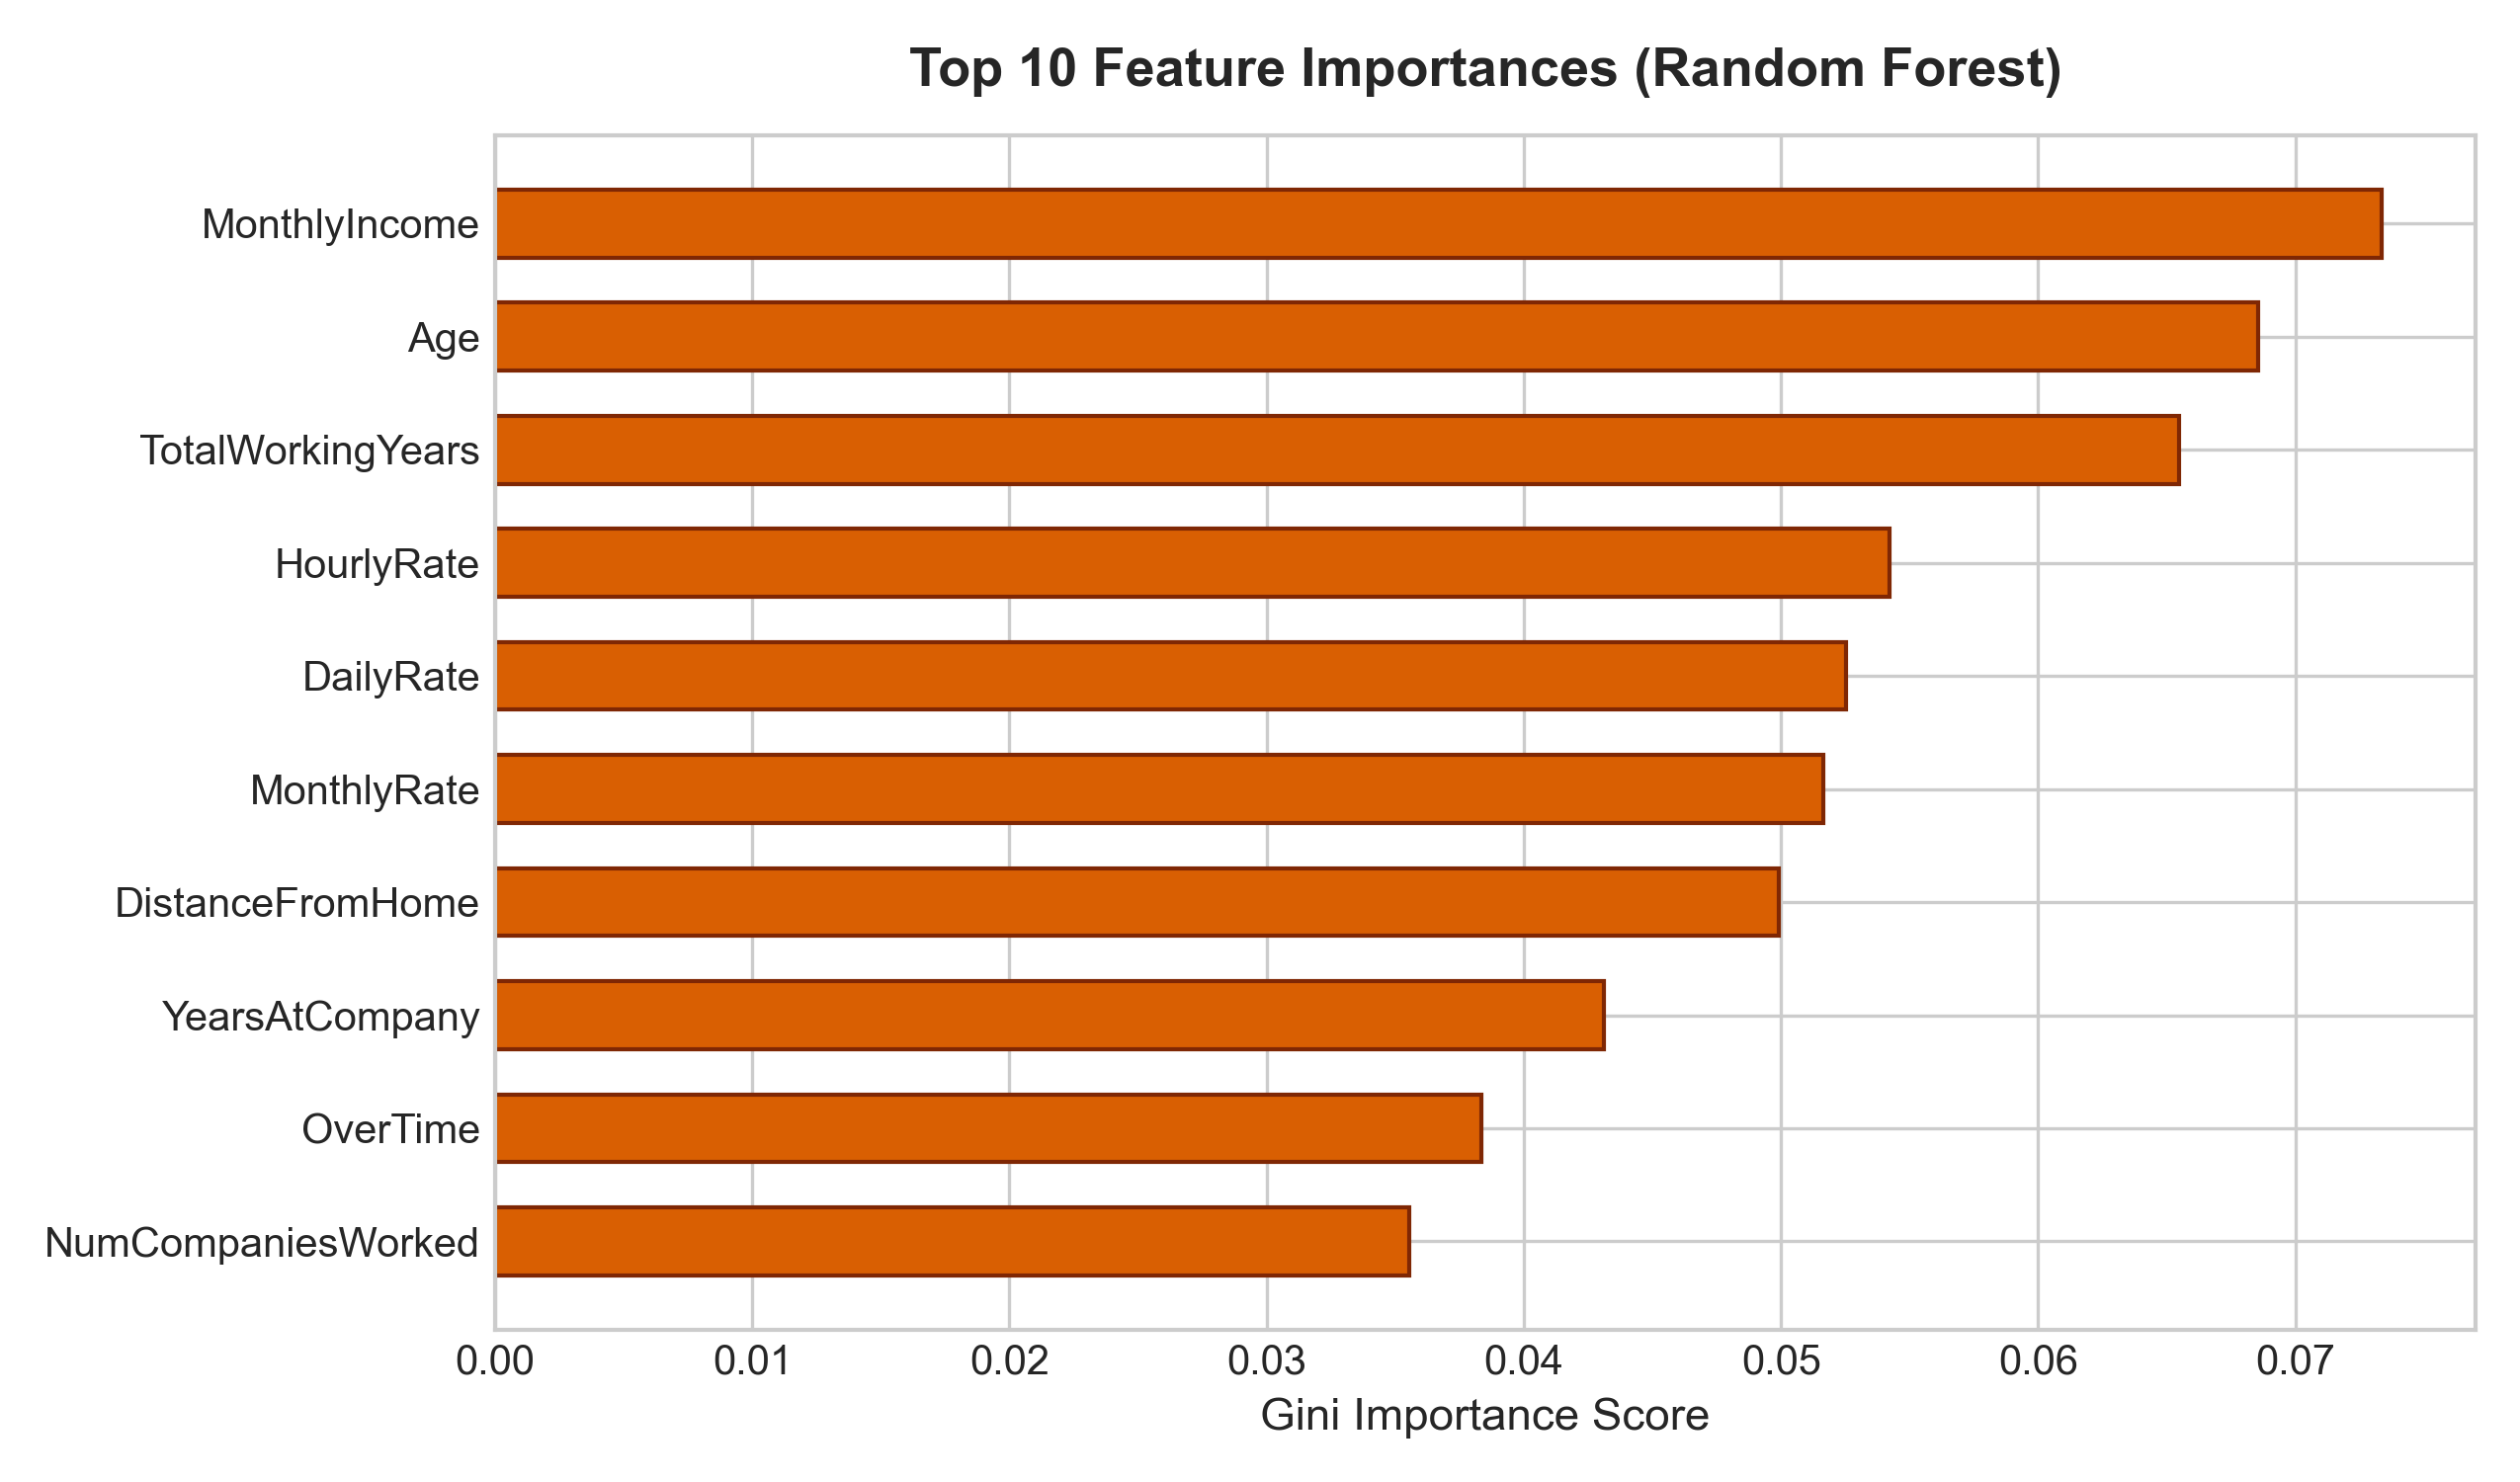 Top 10 Feature Importances (Random Forest)
MonthlyIncome
Age
TotalWorkingYears
HourlyRate
DailyRate
MonthlyRate
DistanceFromHome
YearsAtCompany
OverTime
NumCompaniesWorked
0.00 0.01 0.02 0.03 0.04 0.05 0.06 0.07
Gini Importance Score